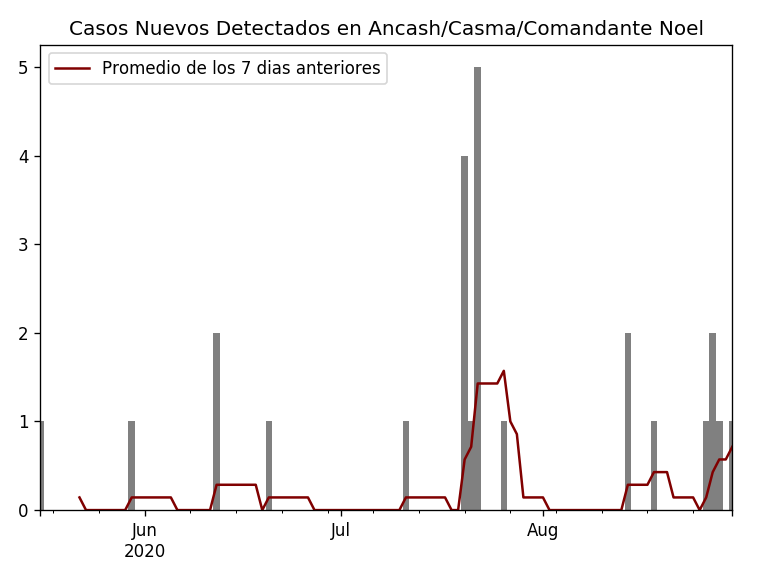 Casos Nuevos Detectados en Ancash/Casma/Comandante Noel
Promedio de los 7 dias anteriores
5
4
3
2
1
0
Jun
2020
Jul
Aug